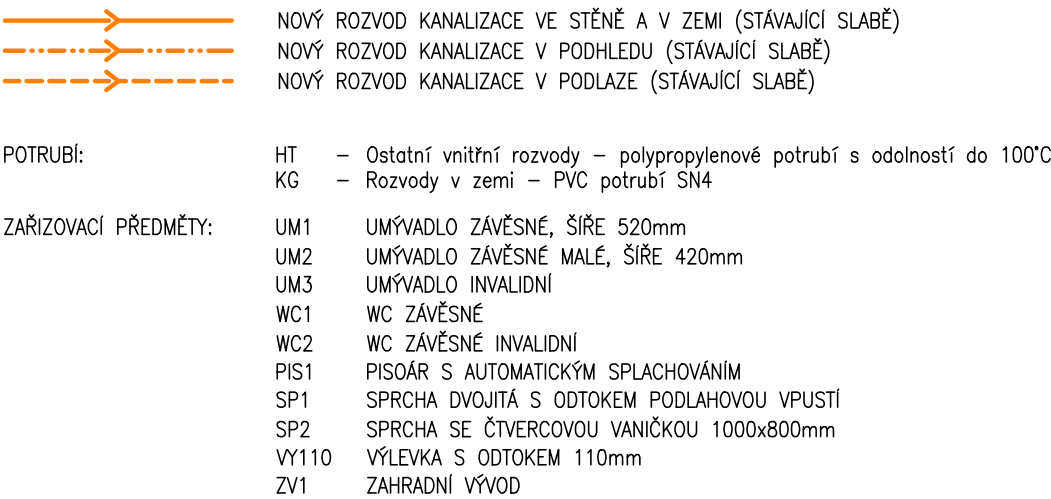 NOVÝ ROZVOD KANALIZACE VE STĚNĚ A V ZEMI (STÁVAJÍCÍ SLABĚ)
NOVÝ ROZVOD KANALIZACE V PODHLEDU (STÁVAJÍCÍ SLABĚ)
NOVÝ ROZVOD KANALIZACE V PODLAZE (STÁVAJÍCÍ SLABĚ)
POTRUBÍ: HT – Ostatní vnitřní rozvody – polypropylenové potrubí s odolností do 100°C
KG – Rozvody v zemi – PVC potrubí SN4
ZAŘIZOVACÍ PŘEDMĚTY: UM1 UMÝVADLO ZÁVĚSNÉ, ŠÍŘE 520mm
UM2 UMÝVADLO ZÁVĚSNÉ MALÉ, ŠÍŘE 420mm
UM3 UMÝVADLO INVALIDNÍ
WC1 WC ZÁVĚSNÉ
WC2 WC ZÁVĚSNÉ INVALIDNÍ
PIS1 PISOÁR S AUTOMATICKÝM SPLACHOVÁNÍM
SP1 SPRCHA DVOJITÁ S ODTOKEM PODLAHOVOU VPUSTÍ
SP2 SPRCHA SE ČTVERCOVOU VANIČKOU 1000x800mm
VY110 VÝLEVKA S ODTOKEM 110mm
ZV1 ZAHRADNÍ VÝVOD